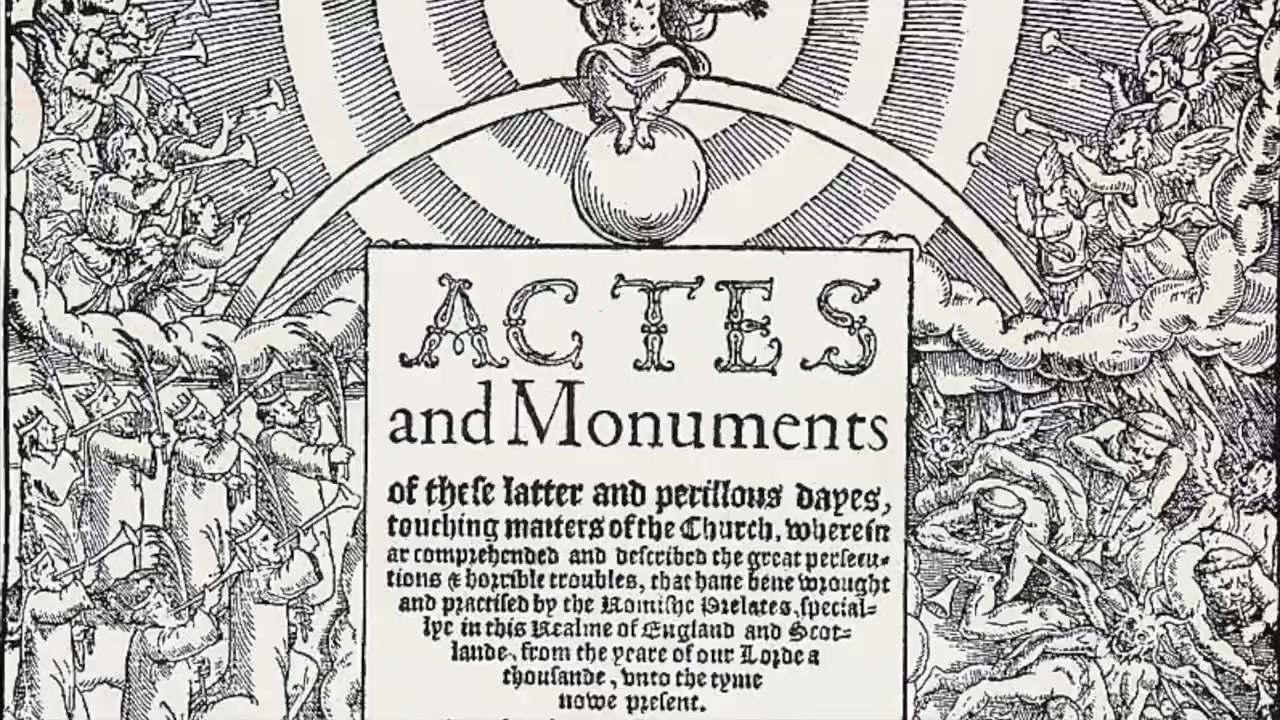 ACTES
and Monuments
of these latter and perillous dayes,
touching matters of the Church, wherein
ar comprehended and described the great persecu-
tions & horrible troubles, that haue bene wrought
and practised by the Romishe Prelates, special-
lye in this Realme of England and Scot-
lande, from the yeare of our Lorde a
thousande, vnto the tyme
nowe present.